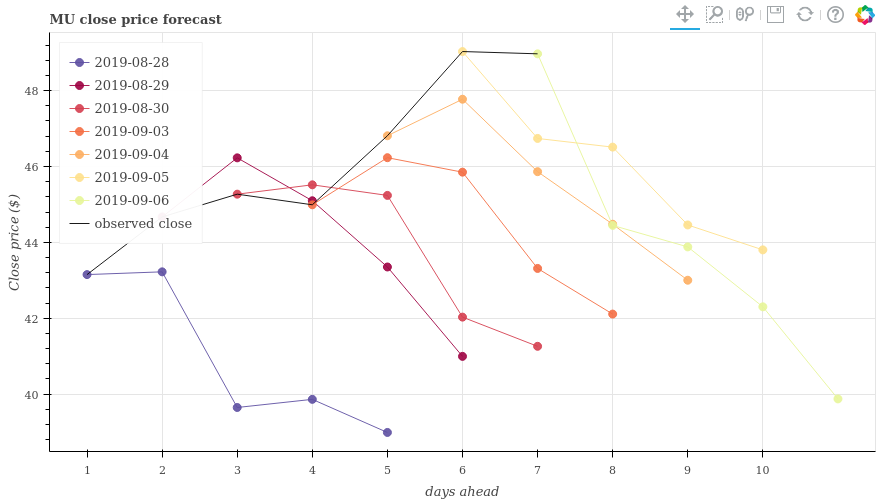 MU close price forecast
2019-08-28
2019-08-29
2019-08-30
2019-09-03
2019-09-04
2019-09-05
2019-09-06
observed close
Close price ($)
48
46
44
42
40
1 2 3 4 5 6 7 8 9 10
days ahead